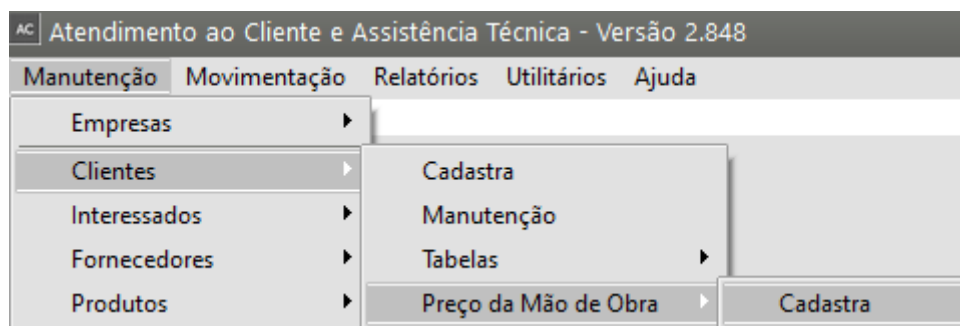 AC Atendimento ao Cliente e Assistência Técnica - Versão 2.848
Manutenção Movimentação Relatórios Utilitários Ajuda
Empresas
Clientes Cadastra
Interessados Manutenção
Fornecedores Tabelas
Produtos Preço da Mão de Obra Cadastra